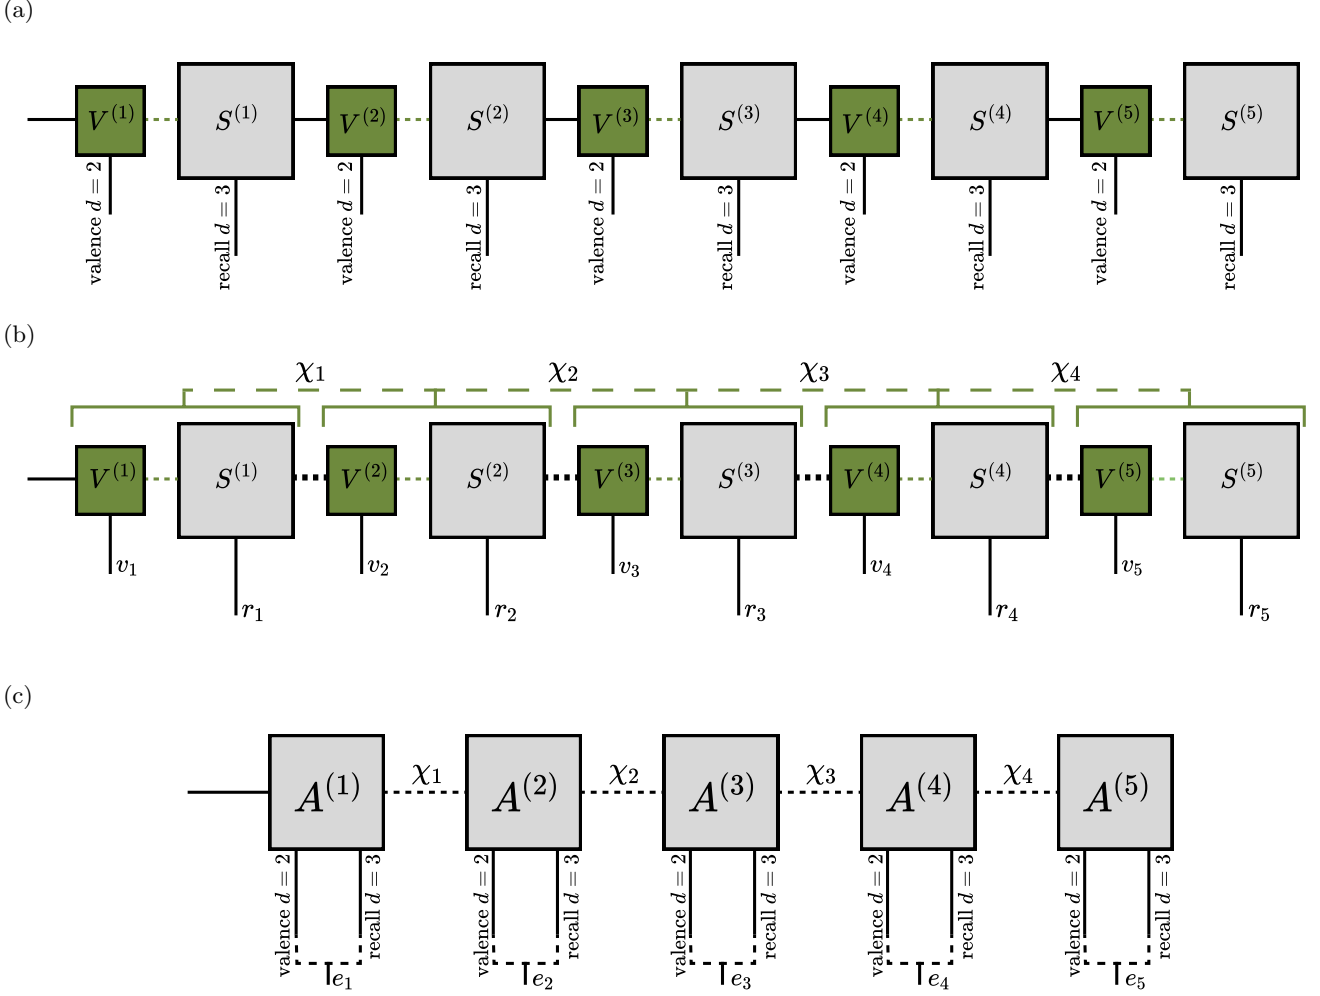 (a)
V^(1) S^(1) V^(2) S^(2) V^(3) S^(3) V^(4) S^(4) V^(5) S^(5)
valence d = 2 recall d = 3 valence d = 2 recall d = 3 valence d = 2 recall d = 3 valence d = 2 recall d = 3 valence d = 2 recall d = 3
(b)
χ₁ χ₂ χ₃ χ₄
V^(1) S^(1) V^(2) S^(2) V^(3) S^(3) V^(4) S^(4) V^(5) S^(5)
v₁ v₂ v₃ v₄ v₅
r₁ r₂ r₃ r₄ r₅
(c)
χ₁ χ₂ χ₃ χ₄
A^(1) A^(2) A^(3) A^(4) A^(5)
valence d = 2 recall d = 3 valence d = 2 recall d = 3 valence d = 2 recall d = 3 valence d = 2 recall d = 3 valence d = 2 recall d = 3
e₁ e₂ e₃ e₄ e₅